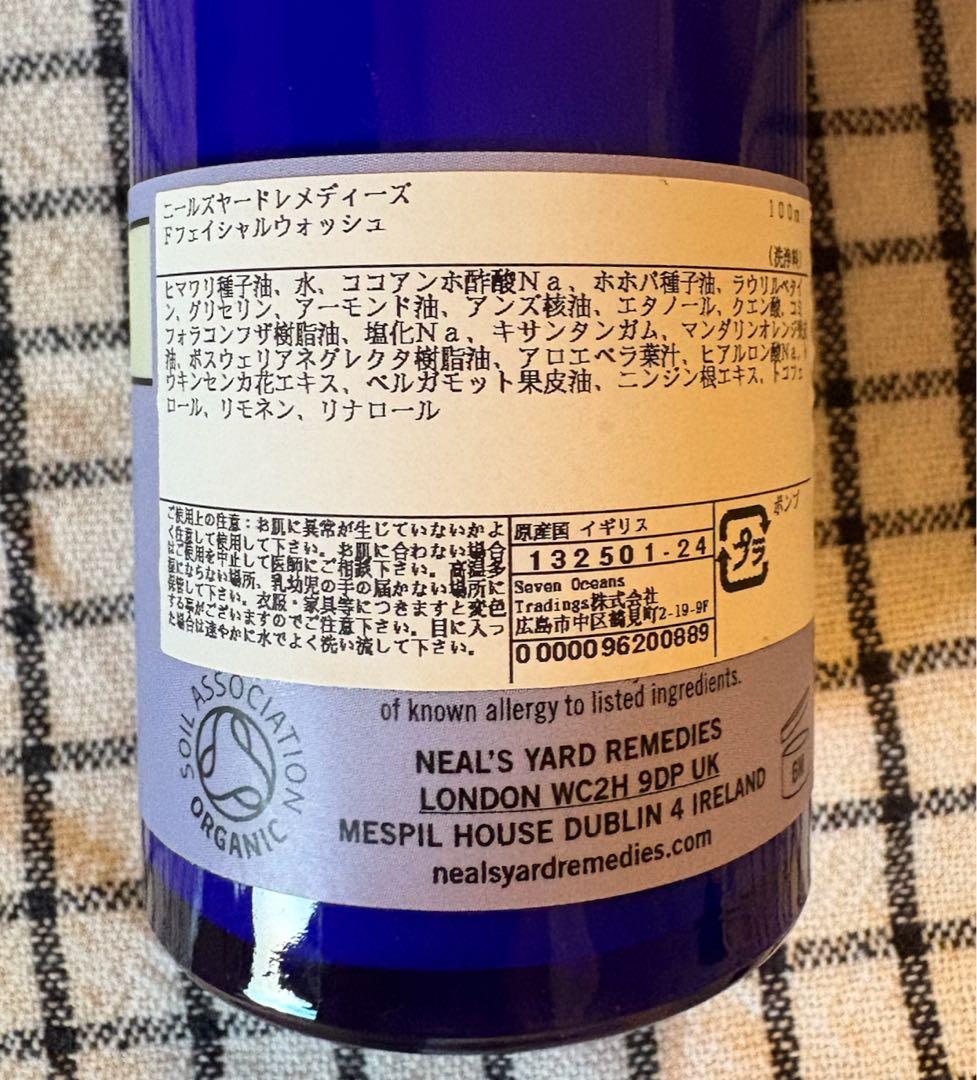 ニールズヤードレメディーズ
Fフェイシャルウォッシュ
100m
(洗浄料)
ヒマワリ種子油、水、ココアンホ酢酸Na、ホホバ種子油、ラウリルベタイ
ン、グリセリン、アーモンド油、アンズ核油、エタノール、クエン酸、コミ
フォラコンフザ樹脂油、塩化Na、キサンタンガム、マンダリンオレンジ
油、ボスウェリアネグレクタ樹脂油、アロエベラ葉汁、ヒアルロン酸Na、
ウキンセンカ花エキス、ベルガモット果皮油、ニンジン根エキス、トコフェ
ロール、リモネン、リナロール
ご使用上の注意：お肌に異常が生じていないかよ
く注意して使用して下さい。お肌に合わない場合
はご使用を中止して医師にご相談下さい。高温多
湿にならない場所、乳幼児の手の届かない場所に
保管して下さい。衣服・家具等につきますと変色
する事がございますのでご注意下さい。目に入っ
た場合は速やかに水でよく洗い流して下さい。
原産国 イギリス
132501-24
Seven Oceans
Tradings株式会社
広島市中区鶴見町2-19-9F
0000096200889
プラ
ポンプ
of known allergy to listed ingredients.
NEAL'S YARD REMEDIES
LONDON WC2H 9DP UK
MESPIL HOUSE DUBLIN 4 IRELAND
nealsyardremedies.com
SOIL ASSOCIATION
ORGANIC
6M